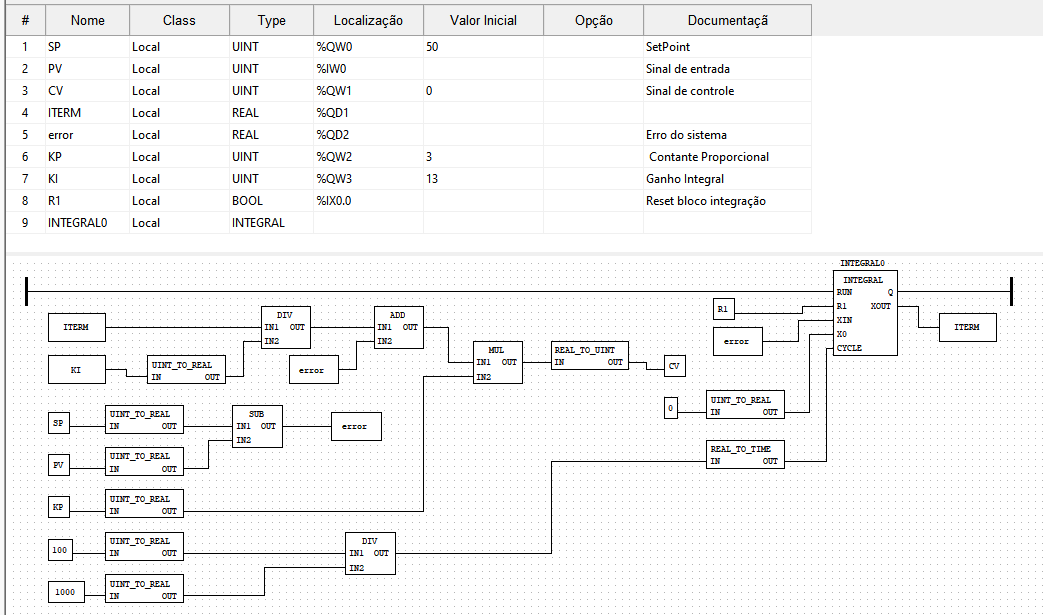 # Nome Class Type Localização Valor Inicial Opção Documentaçã
1 SP Local UINT %QW0 50 SetPoint
2 PV Local UINT %IW0 Sinal de entrada
3 CV Local UINT %QW1 0 Sinal de controle
4 ITERM Local REAL %QD1
5 error Local REAL %QD2 Erro do sistema
6 KP Local UINT %QW2 3 Contante Proporcional
7 KI Local UINT %QW3 13 Ganho Integral
8 R1 Local BOOL %IX0.0 Reset bloco integração
9 INTEGRAL0 Local INTEGRAL
INTEGRAL0
INTEGRAL
RUN Q
R1 XOUT
XIN
X0
CYCLE
R1
error
ITERM
ITERM
DIV
IN1 OUT
IN2
ADD
IN1 OUT
IN2
KI
UINT_TO_REAL
IN OUT
error
MUL
IN1 OUT
IN2
REAL_TO_UINT
IN OUT
CV
0
UINT_TO_REAL
IN OUT
SP
UINT_TO_REAL
IN OUT
SUB
IN1 OUT
IN2
error
PV
UINT_TO_REAL
IN OUT
REAL_TO_TIME
IN OUT
KP
UINT_TO_REAL
IN OUT
100
UINT_TO_REAL
IN OUT
DIV
IN1 OUT
IN2
1000
UINT_TO_REAL
IN OUT